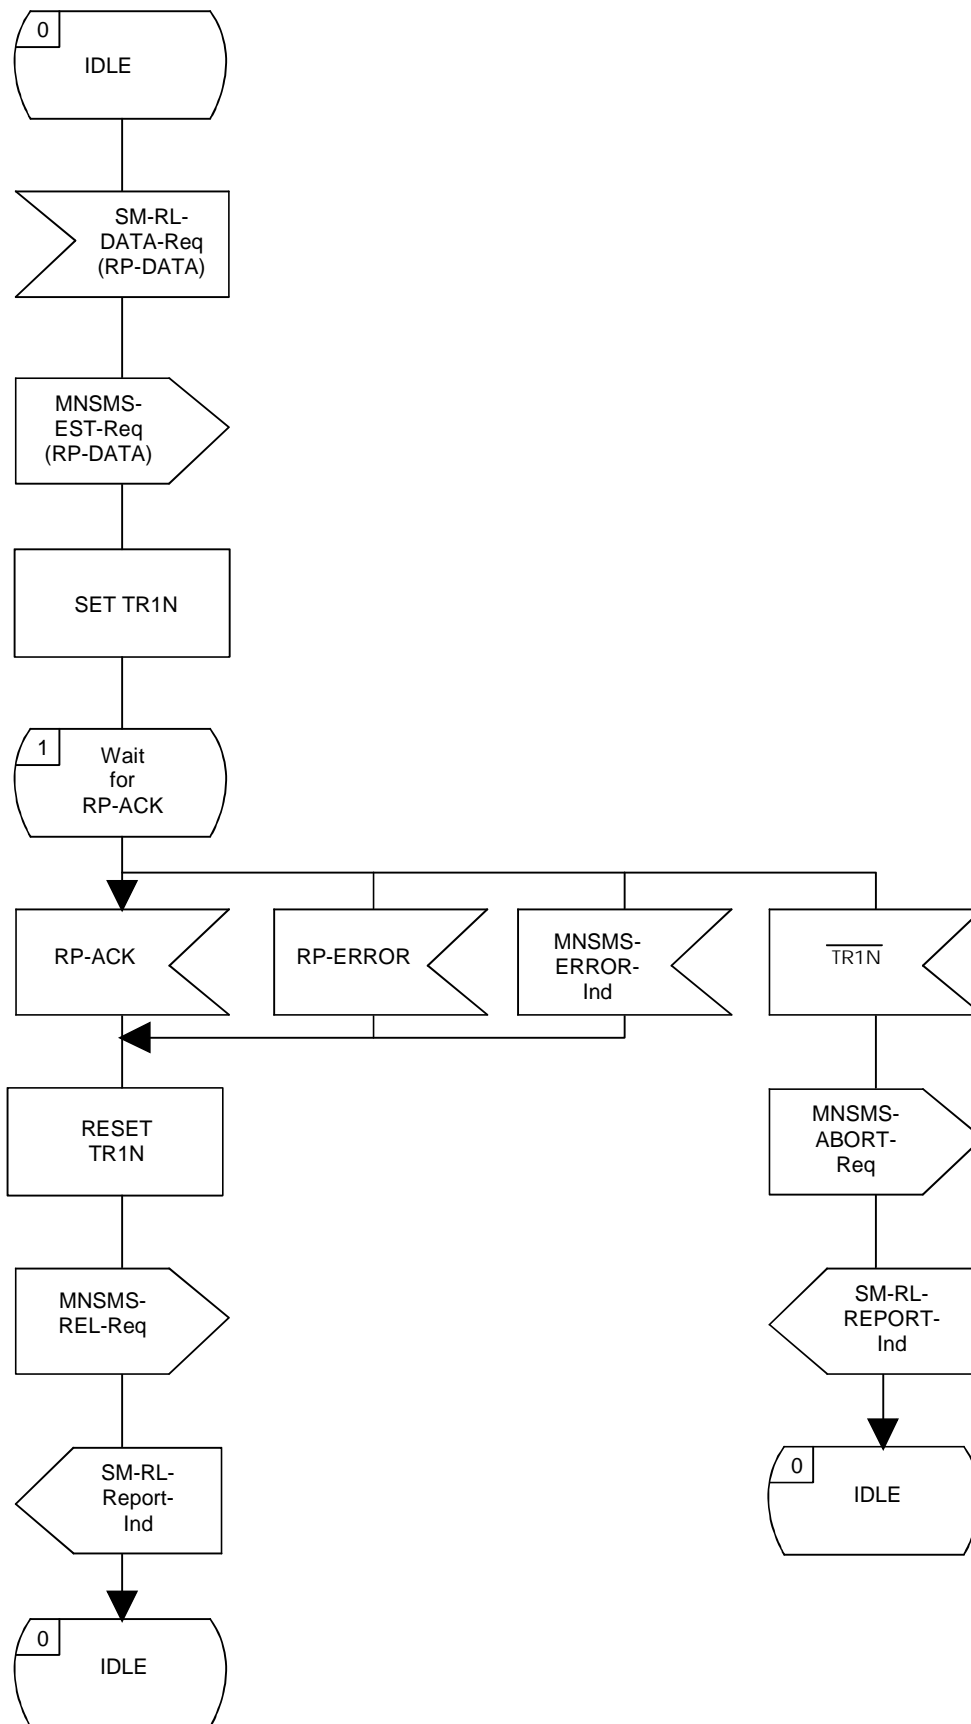 0
IDLE
SM-RL-
DATA-Req
(RP-DATA)
MNSMS-
EST-Req
(RP-DATA)
SET TR1N
1
Wait
for
RP-ACK
RP-ACK
RP-ERROR
MNSMS-
ERROR-
Ind
TR1N
RESET
TR1N
MNSMS-
ABORT-
Req
MNSMS-
REL-Req
SM-RL-
REPORT-
Ind
SM-RL-
Report-
Ind
0
IDLE
0
IDLE